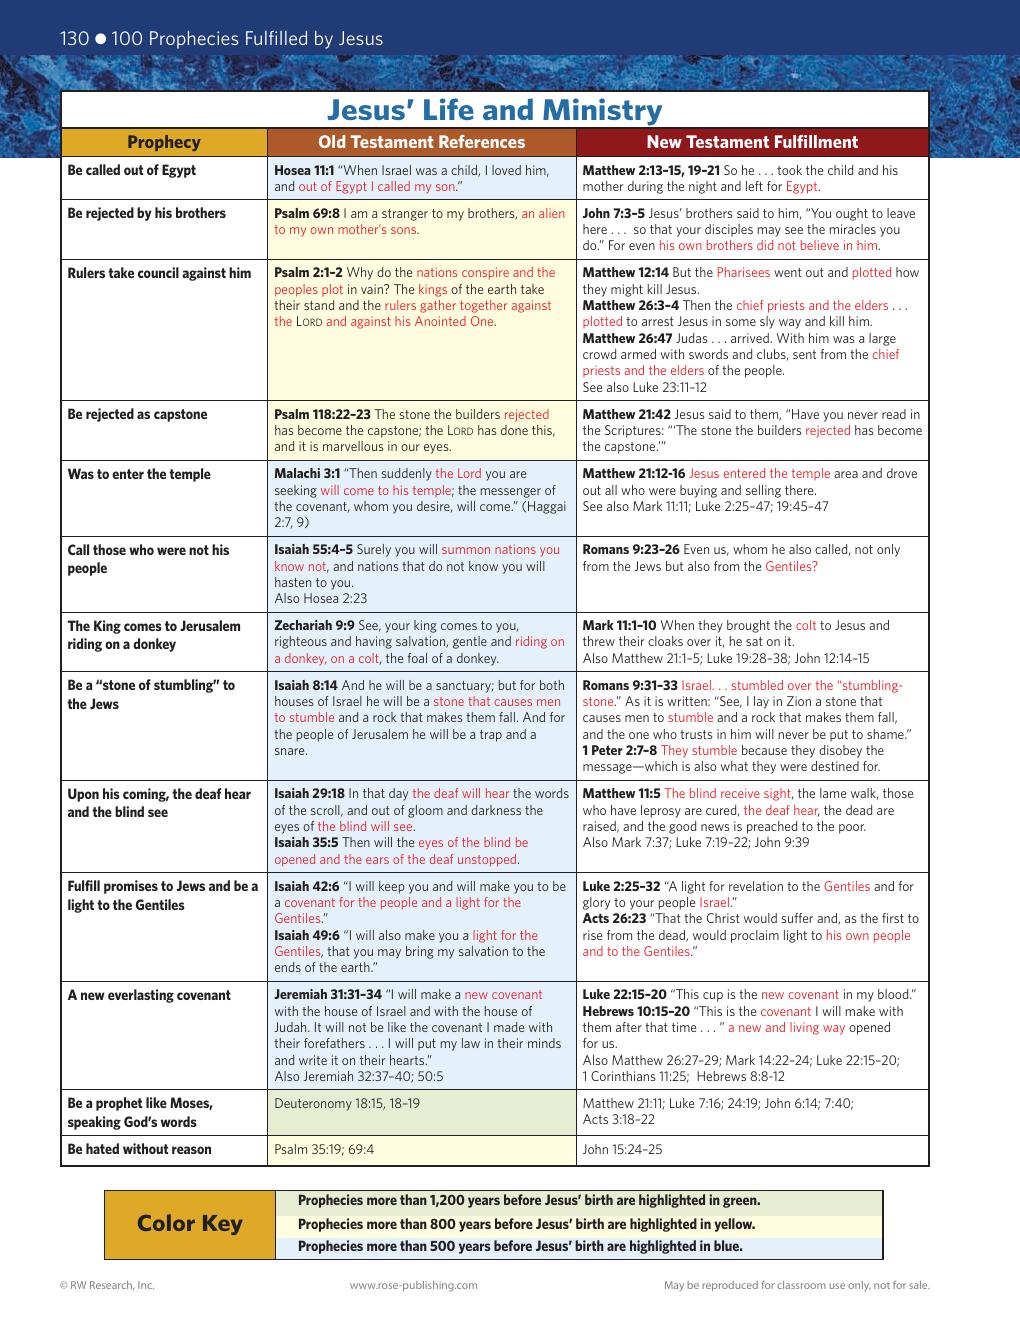 130 ● 100 Prophecies Fulfilled by Jesus
Jesus’ Life and Ministry
Prophecy
Old Testament References
New Testament Fulfillment
Be called out of Egypt
Hosea 11:1 “When Israel was a child, I loved him,
and out of Egypt I called my son.”
Matthew 2:13–15, 19–21 So he . . . took the child and his
mother during the night and left for Egypt.
Be rejected by his brothers
Psalm 69:8 I am a stranger to my brothers, an alien
to my own mother’s sons.
John 7:3–5 Jesus’ brothers said to him, “You ought to leave
here . . .  so that your disciples may see the miracles you
do.” For even his own brothers did not believe in him.
Rulers take council against him
Psalm 2:1–2 Why do the nations conspire and the
peoples plot in vain? The kings of the earth take
their stand and the rulers gather together against
the LORD and against his Anointed One.
Matthew 12:14 But the Pharisees went out and plotted how
they might kill Jesus.
Matthew 26:3–4 Then the chief priests and the elders . . .
plotted to arrest Jesus in some sly way and kill him.
Matthew 26:47 Judas . . . arrived. With him was a large
crowd armed with swords and clubs, sent from the chief
priests and the elders of the people.
See also Luke 23:11–12
Be rejected as capstone
Psalm 118:22–23 The stone the builders rejected
has become the capstone; the LORD has done this,
and it is marvellous in our eyes.
Matthew 21:42 Jesus said to them, “Have you never read in
the Scriptures: “‘The stone the builders rejected has become
the capstone.’”
Was to enter the temple
Malachi 3:1 “Then suddenly the Lord you are
seeking will come to his temple; the messenger of
the covenant, whom you desire, will come.” (Haggai
2:7, 9)
Matthew 21:12-16 Jesus entered the temple area and drove
out all who were buying and selling there.
See also Mark 11:11; Luke 2:25–47; 19:45–47
Call those who were not his
people
Isaiah 55:4–5 Surely you will summon nations you
know not, and nations that do not know you will
hasten to you.
Also Hosea 2:23
Romans 9:23–26 Even us, whom he also called, not only
from the Jews but also from the Gentiles?
The King comes to Jerusalem
riding on a donkey
Zechariah 9:9 See, your king comes to you,
righteous and having salvation, gentle and riding on
a donkey, on a colt, the foal of a donkey.
Mark 11:1–10 When they brought the colt to Jesus and
threw their cloaks over it, he sat on it.
Also Matthew 21:1–5; Luke 19:28–38; John 12:14–15
Be a “stone of stumbling” to
the Jews
Isaiah 8:14 And he will be a sanctuary; but for both
houses of Israel he will be a stone that causes men
to stumble and a rock that makes them fall. And for
the people of Jerusalem he will be a trap and a
snare.
Romans 9:31–33 Israel. . . stumbled over the “stumbling-
stone.” As it is written: “See, I lay in Zion a stone that
causes men to stumble and a rock that makes them fall,
and the one who trusts in him will never be put to shame.”
1 Peter 2:7–8 They stumble because they disobey the
message—which is also what they were destined for.
Upon his coming, the deaf hear
and the blind see
Isaiah 29:18 In that day the deaf will hear the words
of the scroll, and out of gloom and darkness the
eyes of the blind will see.
Isaiah 35:5 Then will the eyes of the blind be
opened and the ears of the deaf unstopped.
Matthew 11:5 The blind receive sight, the lame walk, those
who have leprosy are cured, the deaf hear, the dead are
raised, and the good news is preached to the poor.
Also Mark 7:37; Luke 7:19–22; John 9:39
Fulfill promises to Jews and be a
light to the Gentiles
Isaiah 42:6 “I will keep you and will make you to be
a covenant for the people and a light for the
Gentiles.”
Isaiah 49:6 “I will also make you a light for the
Gentiles, that you may bring my salvation to the
ends of the earth.”
Luke 2:25–32 “A light for revelation to the Gentiles and for
glory to your people Israel.”
Acts 26:23 “That the Christ would suffer and, as the first to
rise from the dead, would proclaim light to his own people
and to the Gentiles.”
A new everlasting covenant
Jeremiah 31:31–34 “I will make a new covenant
with the house of Israel and with the house of
Judah. It will not be like the covenant I made with
their forefathers . . . I will put my law in their minds
and write it on their hearts.”
Also Jeremiah 32:37–40; 50:5
Luke 22:15–20 “This cup is the new covenant in my blood.”
Hebrews 10:15–20 “This is the covenant I will make with
them after that time . . . ” a new and living way opened
for us.
Also Matthew 26:27–29; Mark 14:22–24; Luke 22:15–20;
1 Corinthians 11:25;  Hebrews 8:8-12
Be a prophet like Moses,
speaking God’s words
Deuteronomy 18:15, 18–19
Matthew 21:11; Luke 7:16; 24:19; John 6:14; 7:40;
Acts 3:18–22
Be hated without reason
Psalm 35:19; 69:4
John 15:24–25
Color Key
Prophecies more than 1,200 years before Jesus’ birth are highlighted in green.
Prophecies more than 800 years before Jesus’ birth are highlighted in yellow.
Prophecies more than 500 years before Jesus’ birth are highlighted in blue.
© RW Research, Inc.
www.rose-publishing.com
May be reproduced for classroom use only, not for sale.